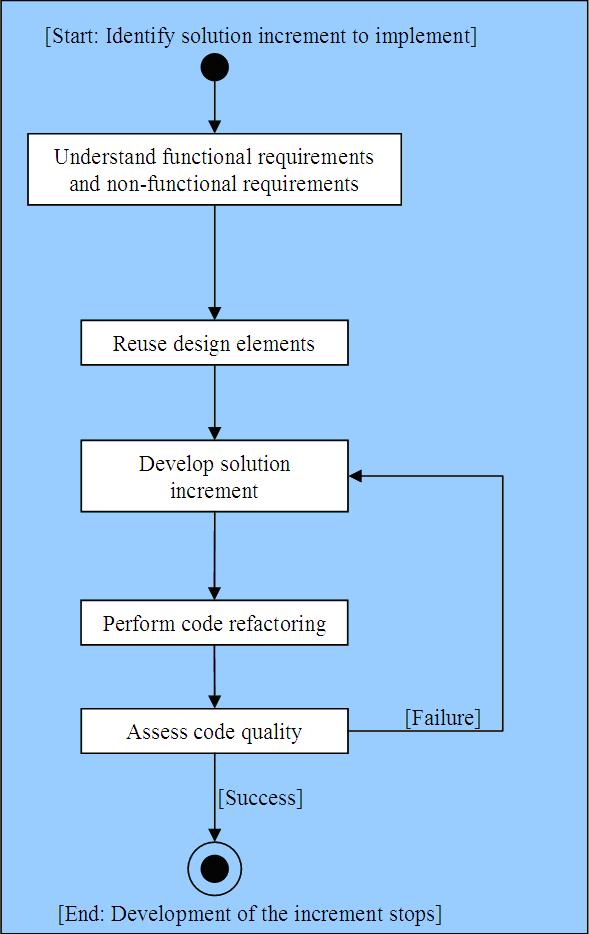 [Start: Identify solution increment to implement]
Understand functional requirements
and non-functional requirements
Reuse design elements
Develop solution
increment
Perform code refactoring
Assess code quality
[Failure]
[Success]
[End: Development of the increment stops]